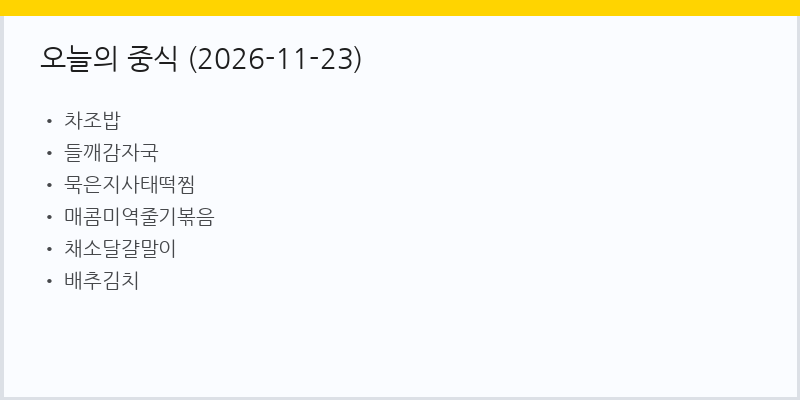 오늘의 중식 (2026-11-23)
• 차조밥
• 들깨감자국
• 묵은지사태떡찜
• 매콤미역줄기볶음
• 채소달걀말이
• 배추김치